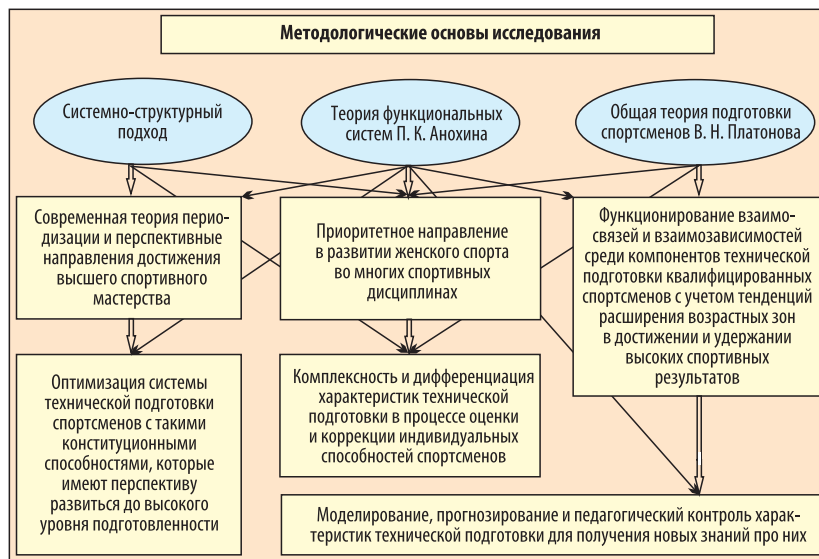 Методологические основы исследования
Системно-структурный
подход
Теория функциональных
систем П. К. Анохина
Общая теория подготовки
спортсменов В. Н. Платонова
Современная теория перио-
дизации и перспективные
направления достижения
высшего спортивного
мастерства
Приоритетное направление
в развитии женского спорта
во многих спортивных
дисциплинах
Функционирование взаимо-
связей и взаимозависимостей
среди компонентов технической
подготовки квалифицированных
спортсменов с учетом тенденций
расширения возрастных зон
в достижении и удержании
высоких спортивных
результатов
Оптимизация системы
технической подготовки
спортсменов с такими
конституционными
способностями, которые
имеют перспективу
развиться до высокого
уровня подготовленности
Комплексность и дифференциация
характеристик технической
подготовки в процессе оценки
и коррекции индивидуальных
способностей спортсменов
Моделирование, прогнозирование и педагогический контроль харак-
теристик технической подготовки для получения новых знаний про них